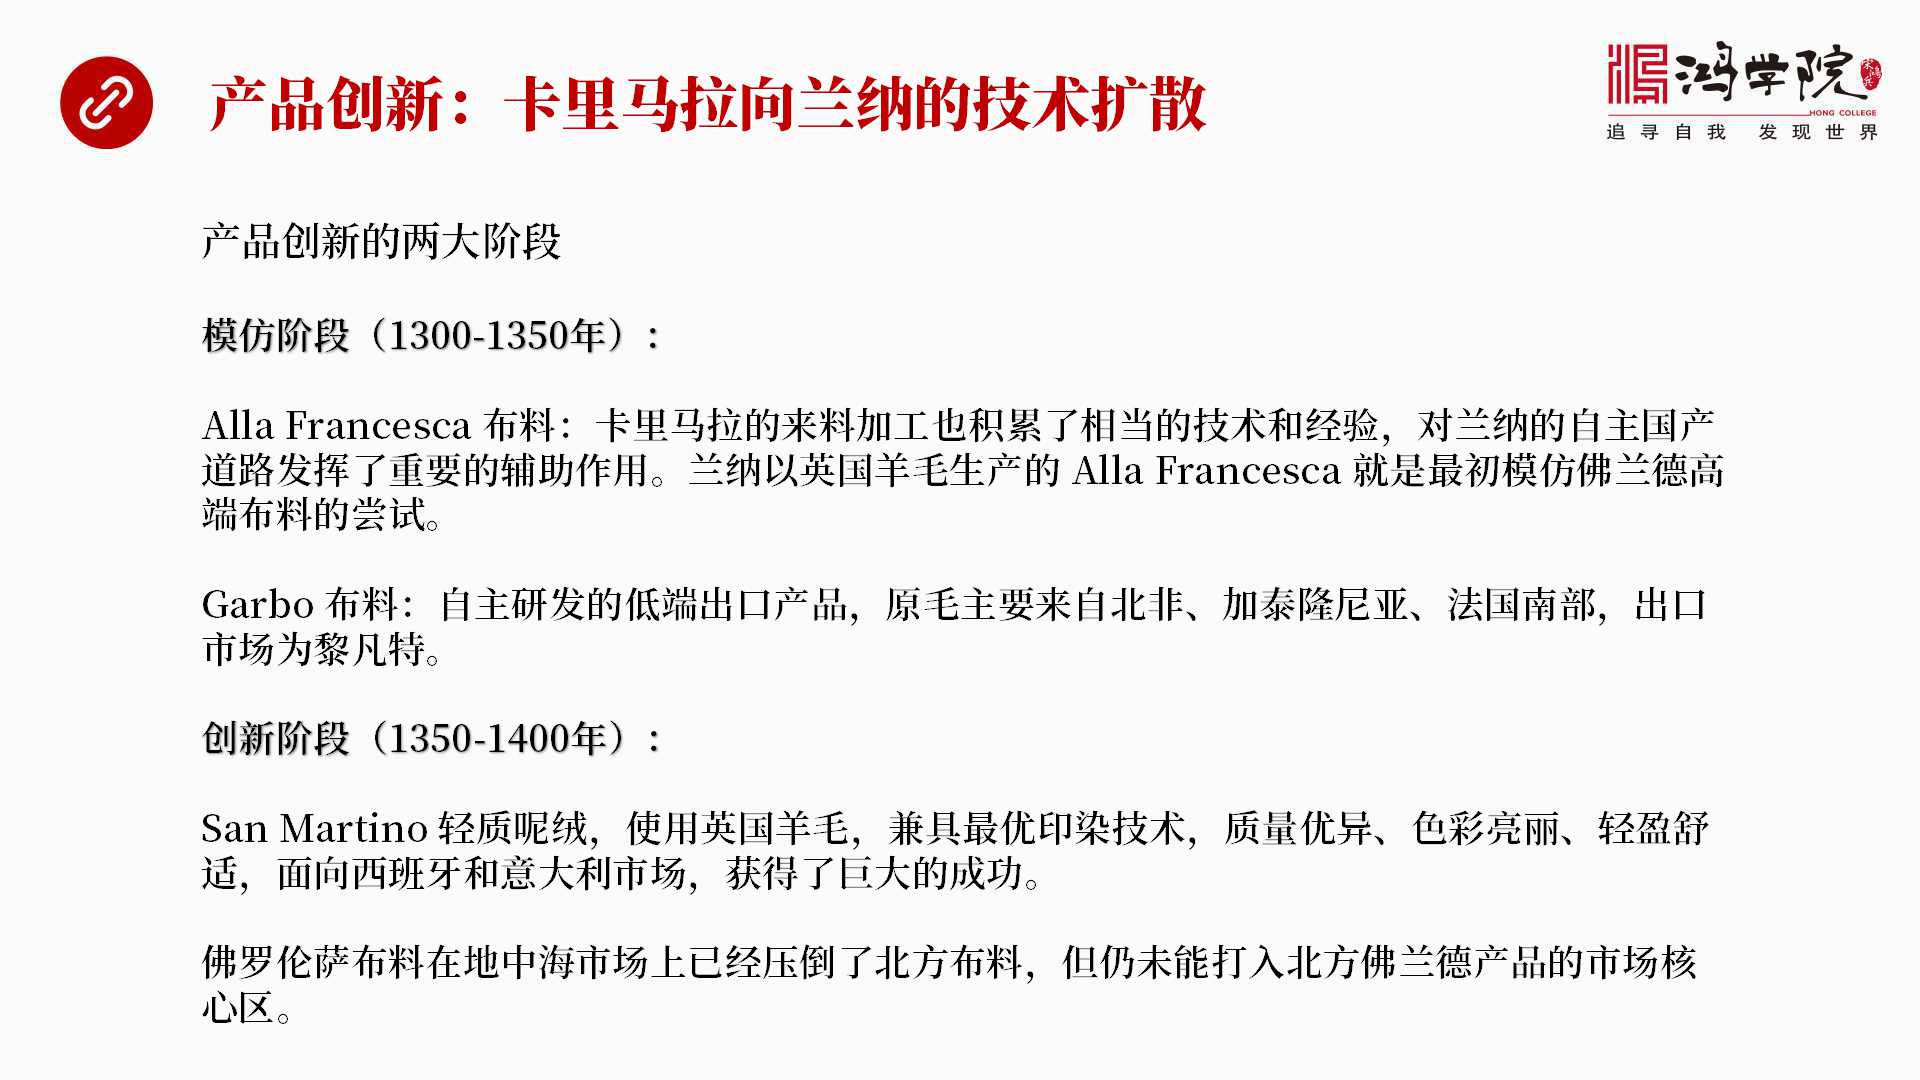 产品创新：卡里马拉向兰纳的技术扩散
鸿学院
宋鸿兵
HONG COLLEGE
追寻自我 发现世界
产品创新的两大阶段
模仿阶段（1300-1350年）:
Alla Francesca 布料：卡里马拉的来料加工也积累了相当的技术和经验，对兰纳的自主国产
道路发挥了重要的辅助作用。兰纳以英国羊毛生产的 Alla Francesca 就是最初模仿佛兰德高
端布料的尝试。
Garbo 布料：自主研发的低端出口产品，原毛主要来自北非、加泰隆尼亚、法国南部，出口
市场为黎凡特。
创新阶段（1350-1400年）:
San Martino 轻质呢绒，使用英国羊毛，兼具最优印染技术，质量优异、色彩亮丽、轻盈舒
适，面向西班牙和意大利市场，获得了巨大的成功。
佛罗伦萨布料在地中海市场上已经压倒了北方布料，但仍未能打入北方佛兰德产品的市场核
心区。